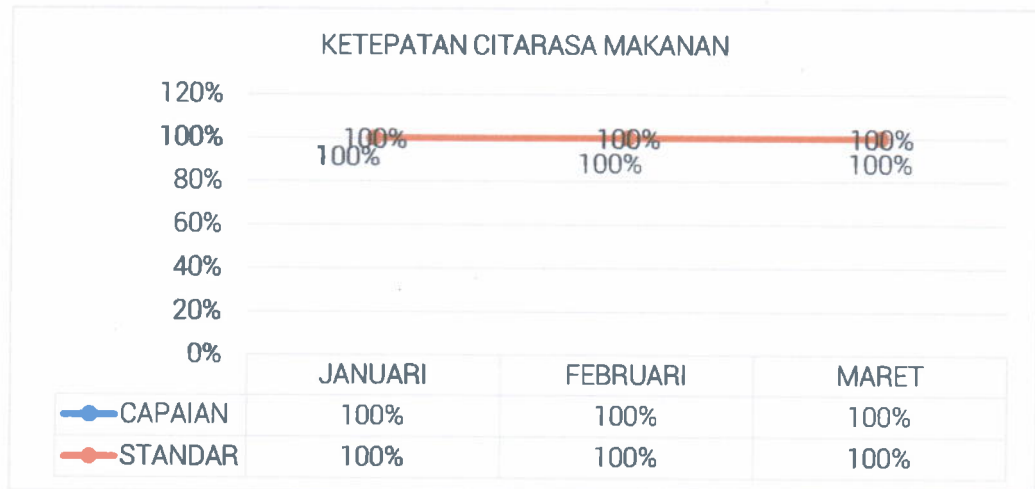 KETEPATAN CITARASA MAKANAN
120%
100%
100% 100% 100%
100% 100% 100%
80%
60%
40%
20%
0%
JANUARI FEBRUARI MARET
CAPAIAN 100% 100% 100%
STANDAR 100% 100% 100%